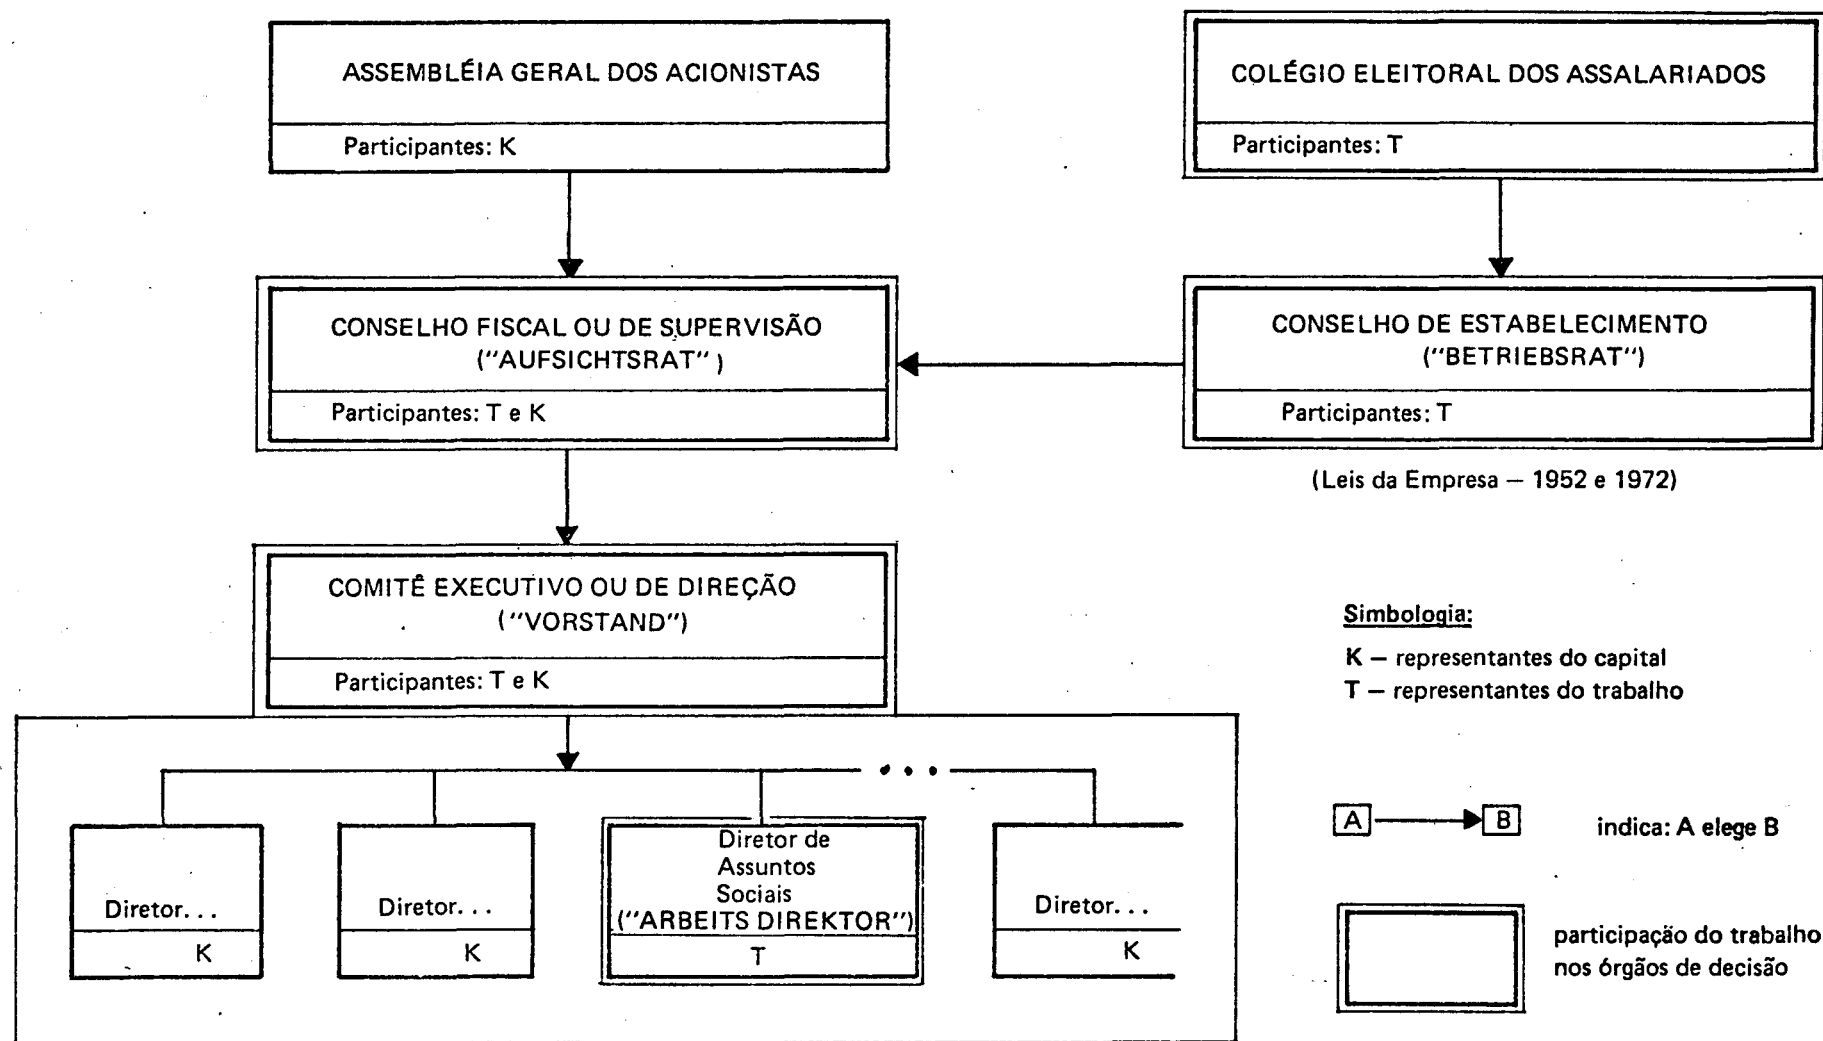 ASSEMBLÉIA GERAL DOS ACIONISTAS
Participantes: K
COLÉGIO ELEITORAL DOS ASSALARIADOS
Participantes: T
CONSELHO FISCAL OU DE SUPERVISÃO
("AUFSICHTSRAT" )
Participantes: T e K
CONSELHO DE ESTABELECIMENTO
("BETRIEBSRAT")
Participantes: T
(Leis da Empresa — 1952 e 1972)
COMITÊ EXECUTIVO OU DE DIREÇÃO
("VORSTAND")
Participantes: T e K
Simbologia:
K — representantes do capital
T — representantes do trabalho
. . .
Diretor. . .
K
Diretor. . .
K
Diretor de
Assuntos
Sociais
("ARBEITS DIREKTOR")
T
Diretor. . .
K
A B indica: A elege B
participação do trabalho
nos órgãos de decisão